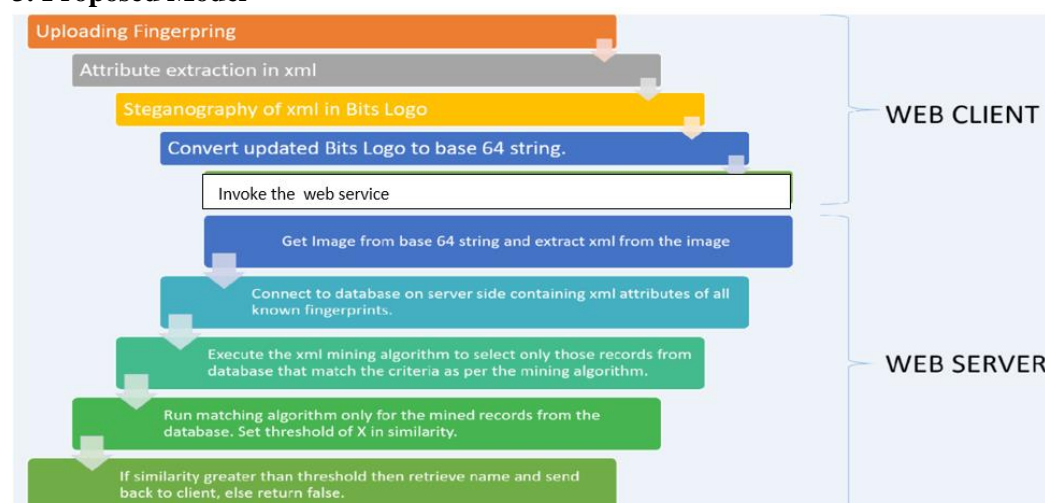 Uploading Fingerpring
Attribute extraction in xml
Steganography of xml in Bits Logo
Convert updated Bits Logo to base 64 string.
Invoke the web service
WEB CLIENT
Get Image from base 64 string and extract xml from the image
Connect to database on server side containing xml attributes of all
known fingerprints.
Execute the xml mining algorithm to select only those records from
database that match the criteria as per the mining algorithm.
Run matching algorithm only for the mined records from the
database. Set threshold of X in similarity.
If similarity greater than threshold then retrieve name and send
back to client, else return false.
WEB SERVER